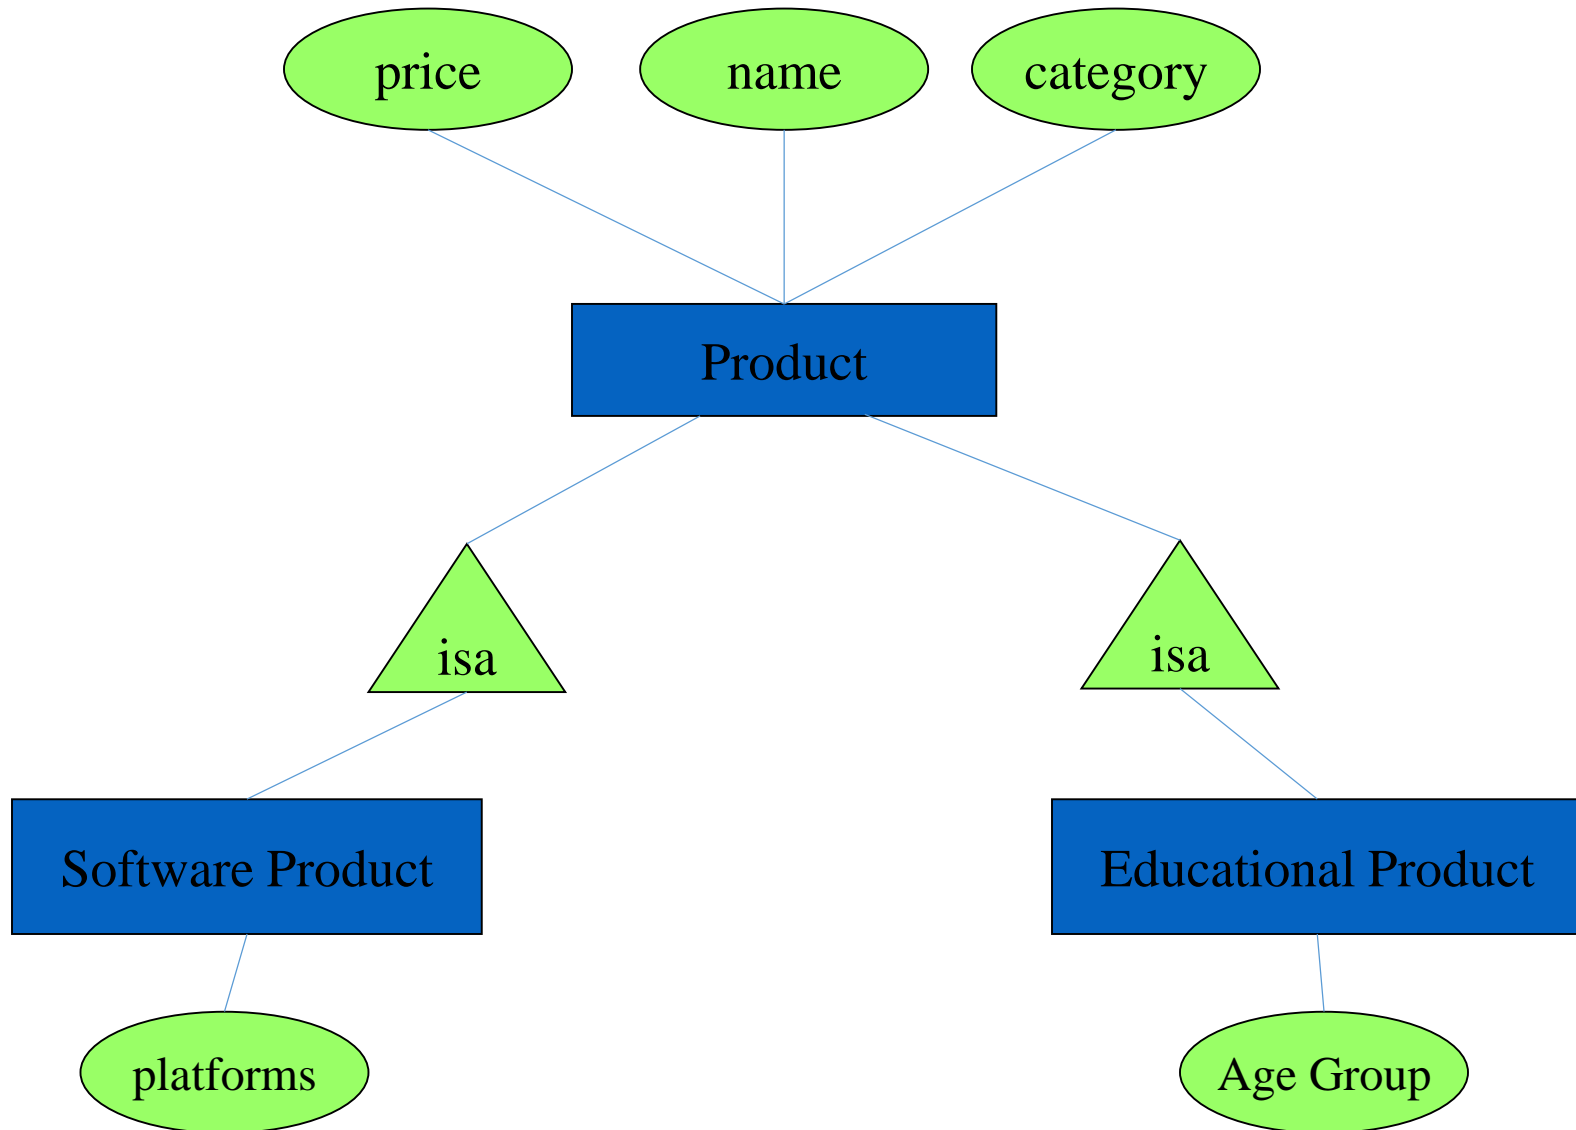 price
name
category
Product
isa
isa
Software Product
Educational Product
platforms
Age Group